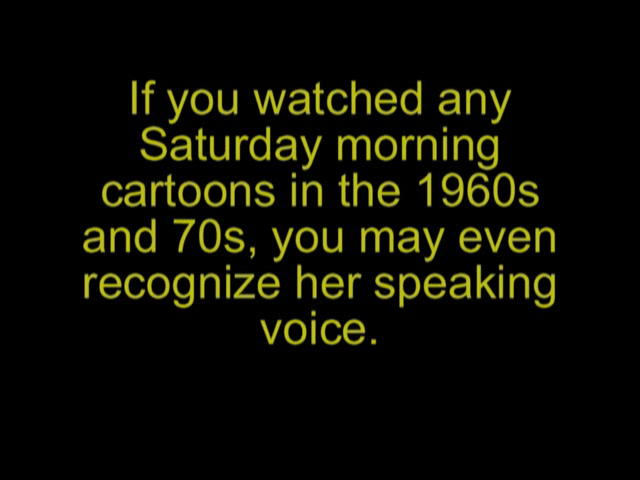 If you watched any
Saturday morning
cartoons in the 1960s
and 70s, you may even
recognize her speaking
voice.